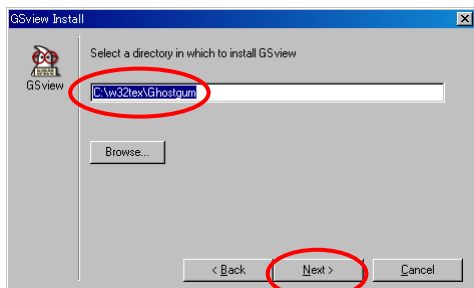 GSview Install
Select a directory in which to install GSview
GSview
C:\w32tex\Ghostgum
Browse...
< Back
Next >
Cancel